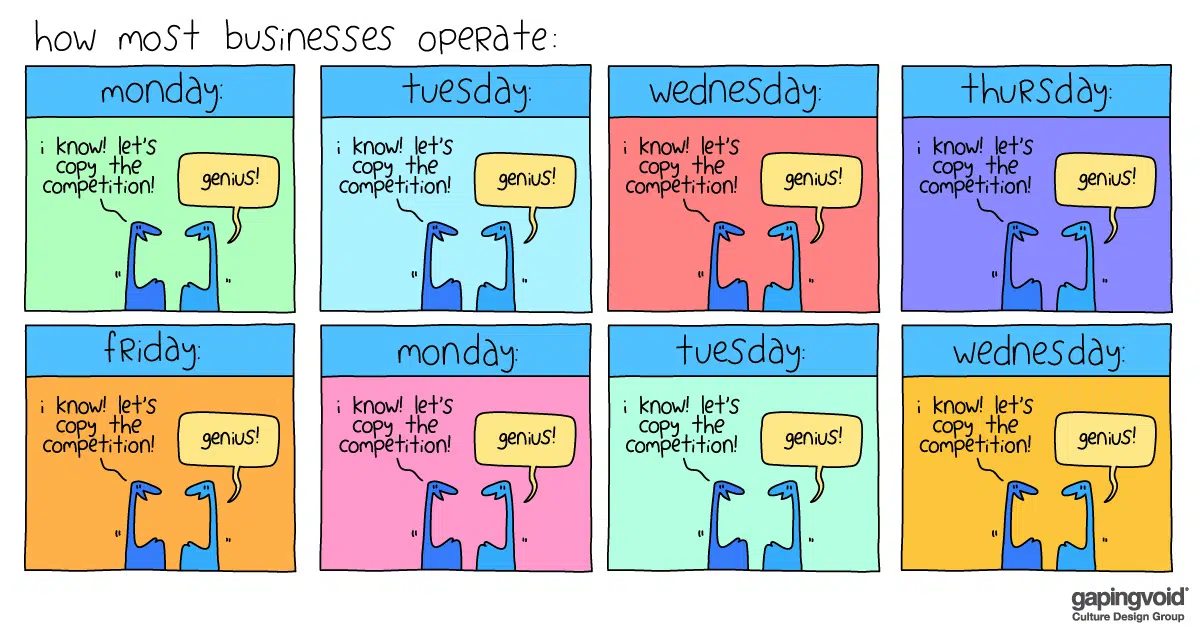 how most businesses operate:
monday:
i know! let's
copy the
competition!
genius!
tuesday:
i know! let's
copy the
competition!
genius!
wednesday:
i know! let's
copy the
competition!
genius!
thursday:
i know! let's
copy the
competition!
genius!
friday:
i know! let's
copy the
competition!
genius!
monday:
i know! let's
copy the
competition!
genius!
tuesday:
i know! let's
copy the
competition!
genius!
wednesday:
i know! let's
copy the
competition!
genius!
gapingvoid®
Culture Design Group